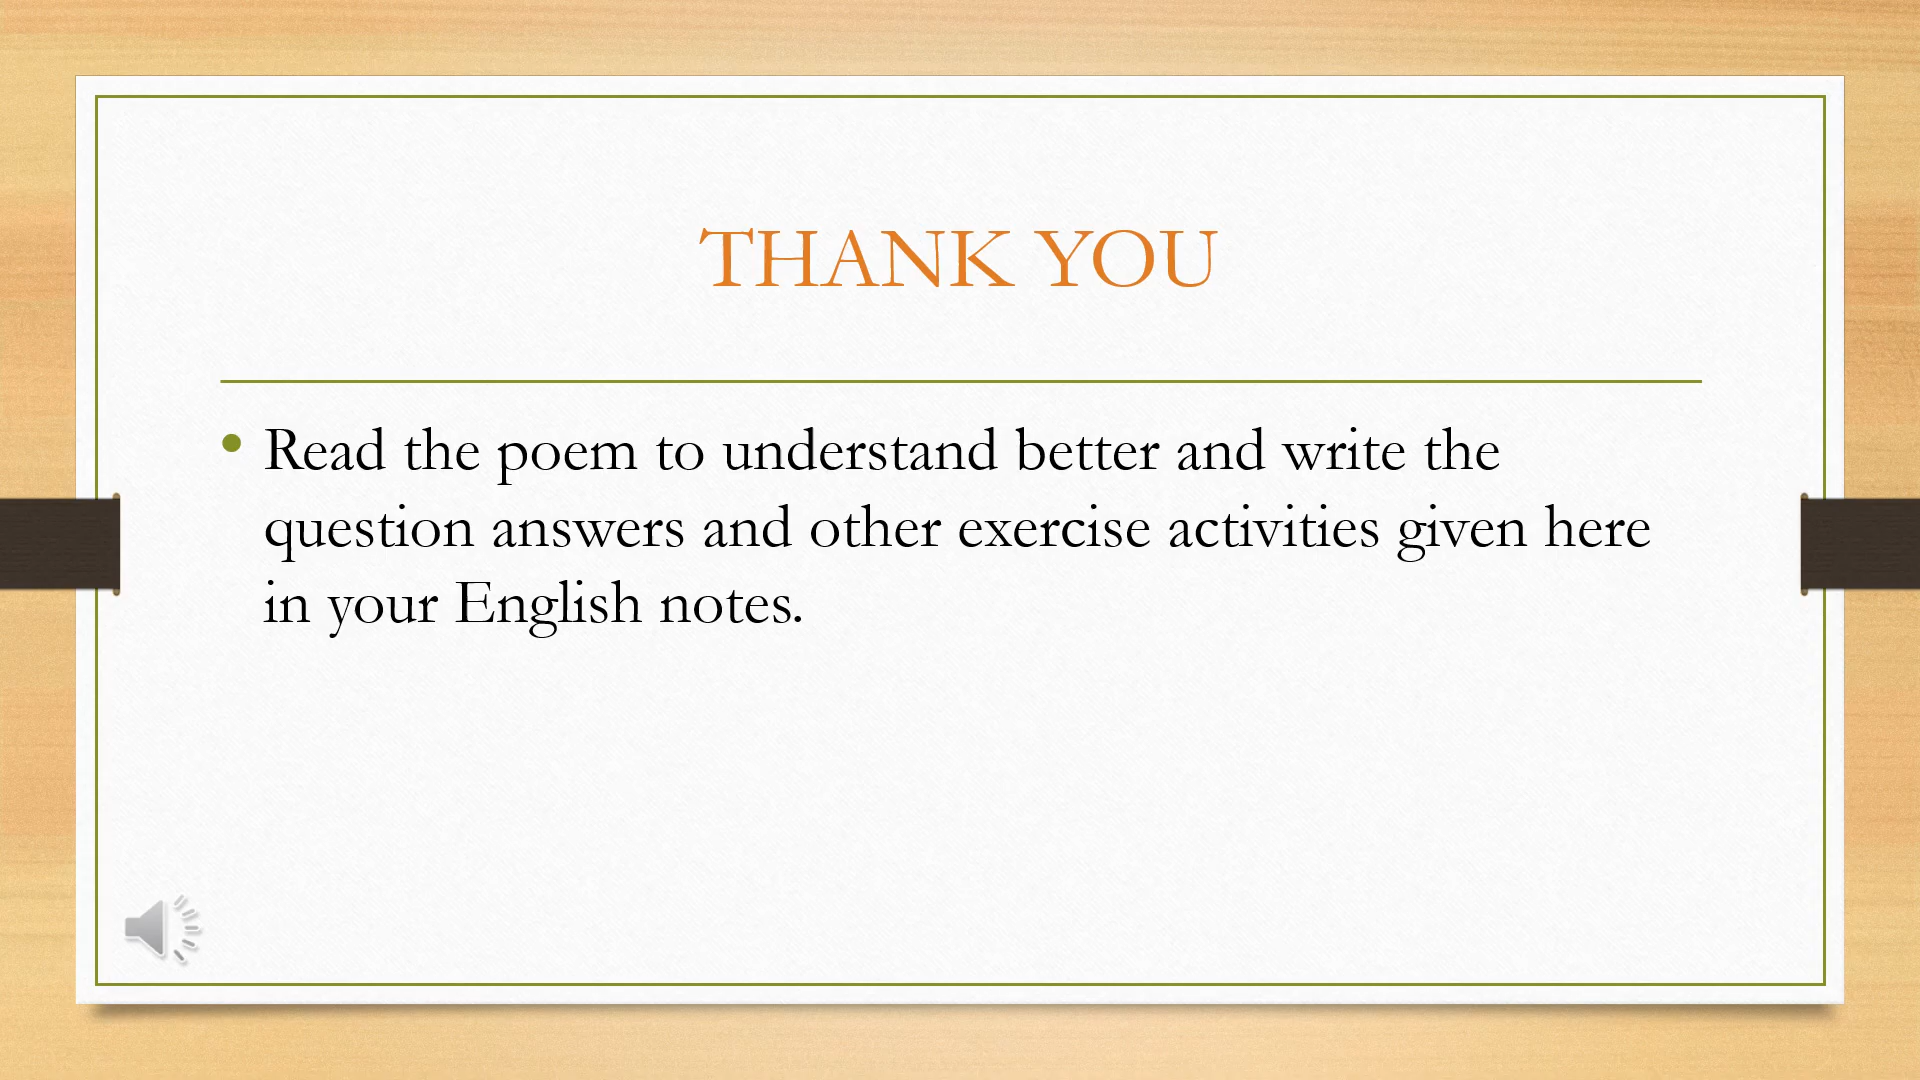 THANK YOU
• Read the poem to understand better and write the
question answers and other exercise activities given here
in your English notes.